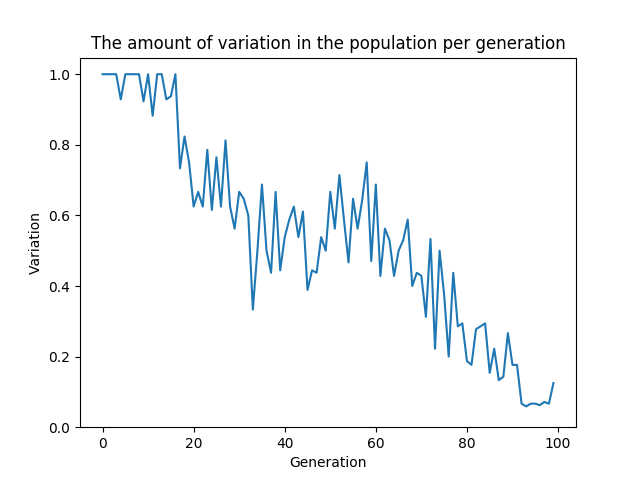 The amount of variation in the population per generation
1.0
0.8
0.6
0.4
0.2
0.0
Variation
0 20 40 60 80 100
Generation